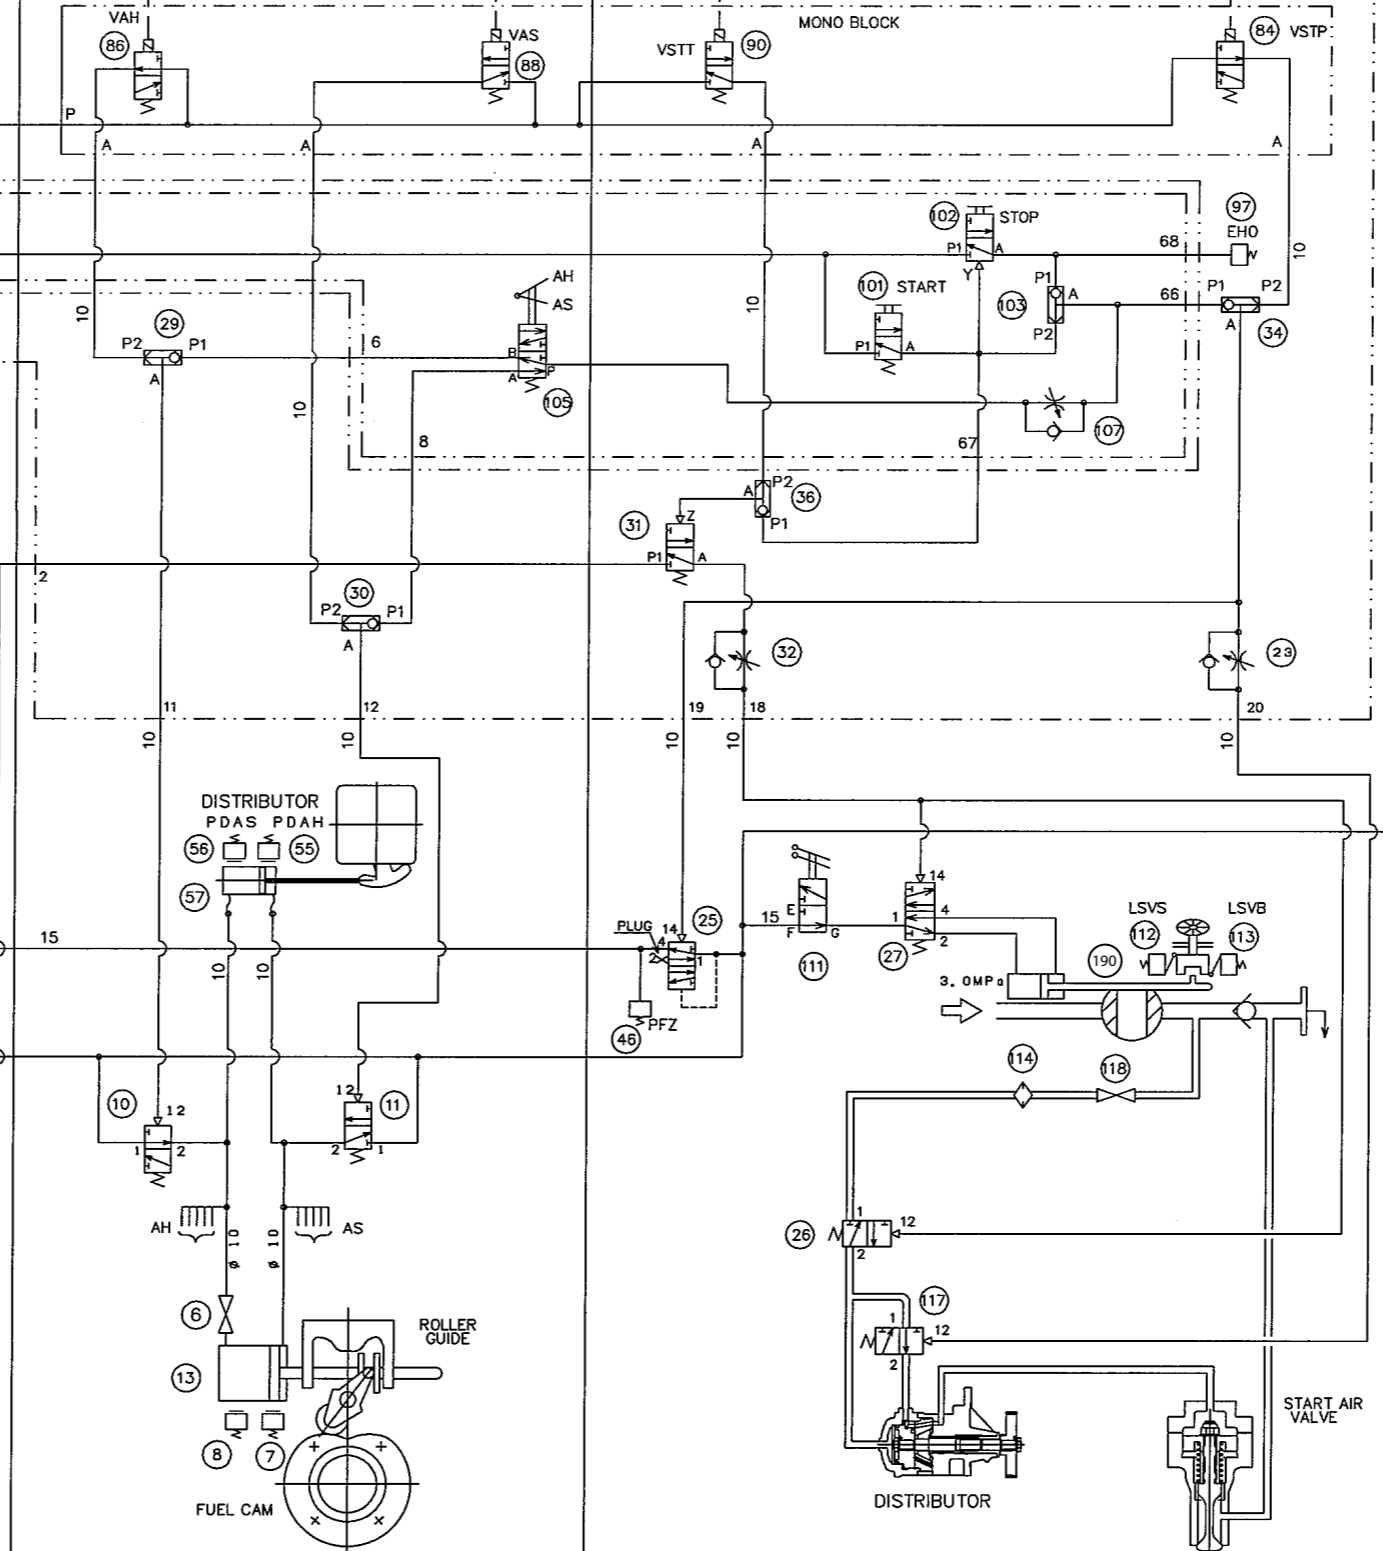 VAH
86
VAS
88
VSTT
90
MONO BLOCK
84
VSTP
P
A
A
A
A
102
STOP
97
EHO
P1
A
68
10
Y
AH
AS
101
START
P1
A
103
P2
66
P1
P2
A
34
10
29
P2
P1
A
6
B
A
P
105
10
P1
A
10
107
8
67
A
P2
36
P1
31
Z
P1
A
2
30
P2
P1
A
32
23
11
12
19
18
20
10
10
10
10
10
DISTRIBUTOR
PDAS PDAH
56
55
57
15
10
10
PLUG
14
25
4
2
1
46
PFZ
E
15
F
G
111
14
1
4
2
27
LSVS
LSVB
112
113
3. 0MPa
190
114
118
10
12
1
2
12
11
2
1
AH
AS
ø 10
ø 10
26
1
12
2
6
13
ROLLER
GUIDE
117
1
12
2
8
7
FUEL CAM
DISTRIBUTOR
START AIR
VALVE